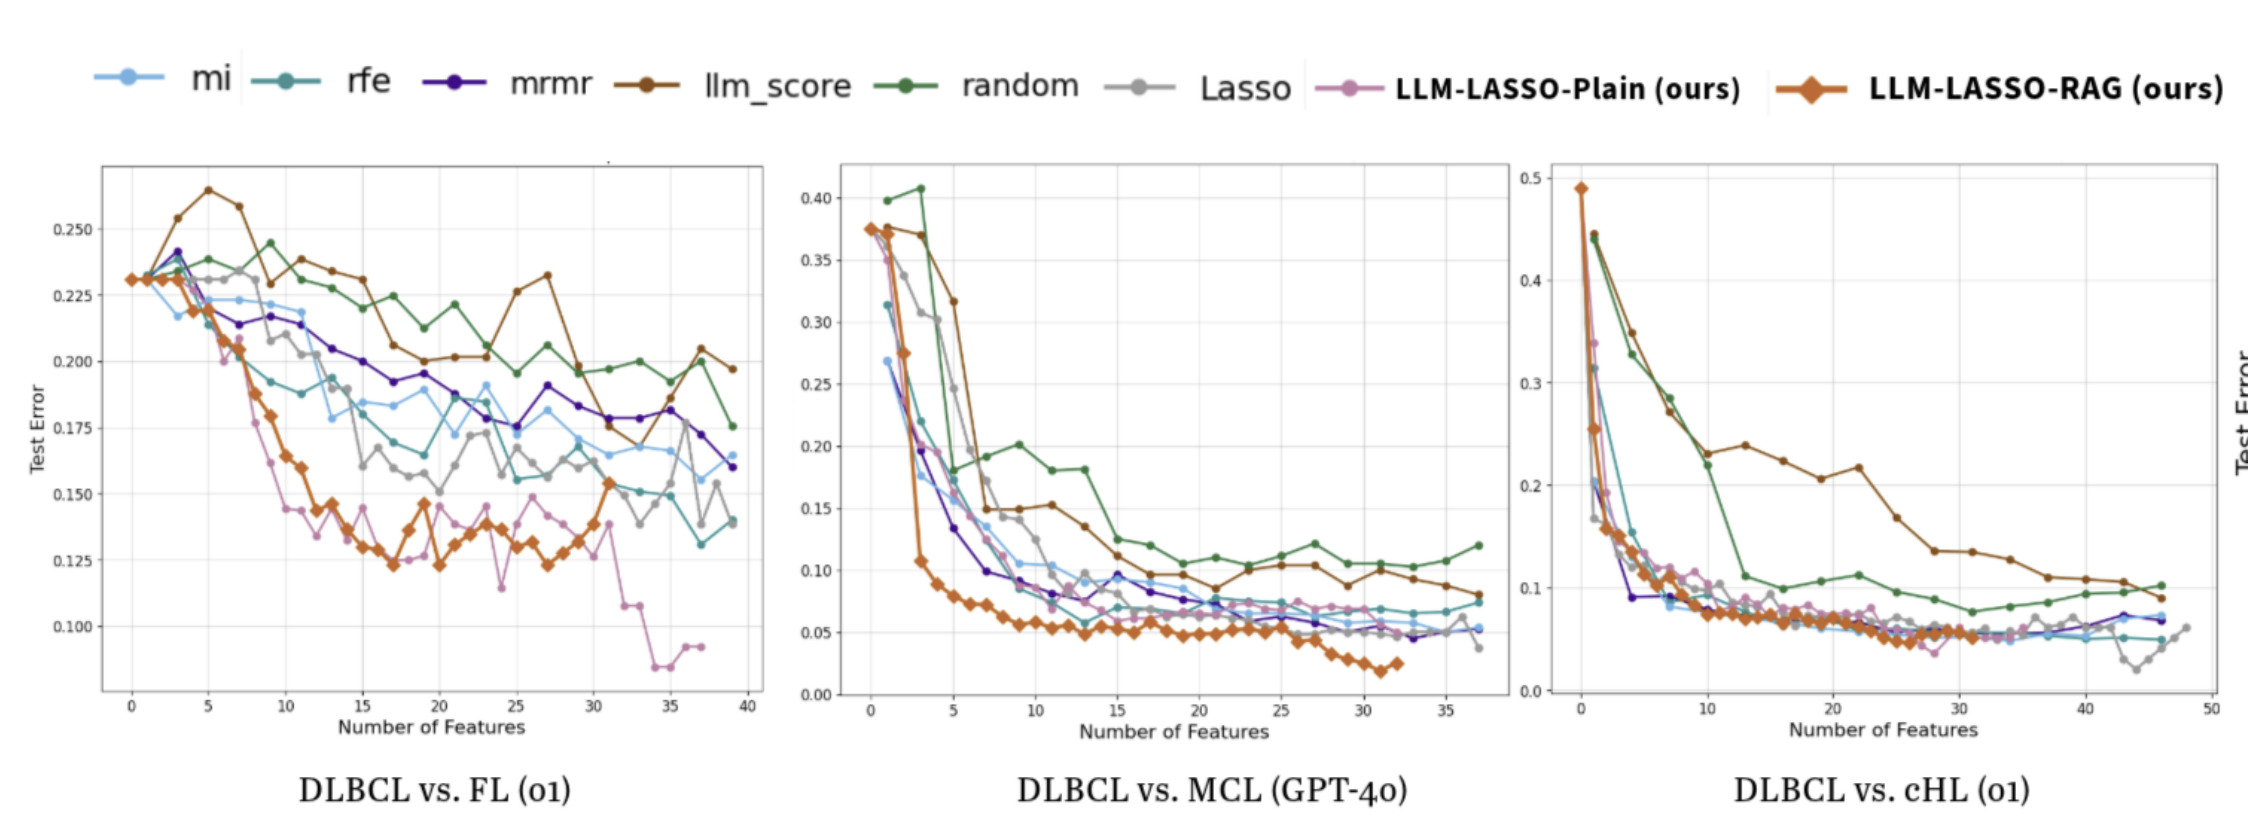 mi rfe mrmr llm_score random Lasso LLM-LASSO-Plain (ours) LLM-LASSO-RAG (ours)
0.250
0.225
0.200
0.175
0.150
0.125
0.100
Test Error
0 5 10 15 20 25 30 35 40
Number of Features
DLBCL vs. FL (o1)
0.40
0.35
0.30
0.25
0.20
0.15
0.10
0.05
0.00
0 5 10 15 20 25 30 35
Number of Features
DLBCL vs. MCL (GPT-4o)
0.5
0.4
0.3
0.2
0.1
0.0
0 10 20 30 40 50
Number of Features
DLBCL vs. cHL (o1)
Test Error